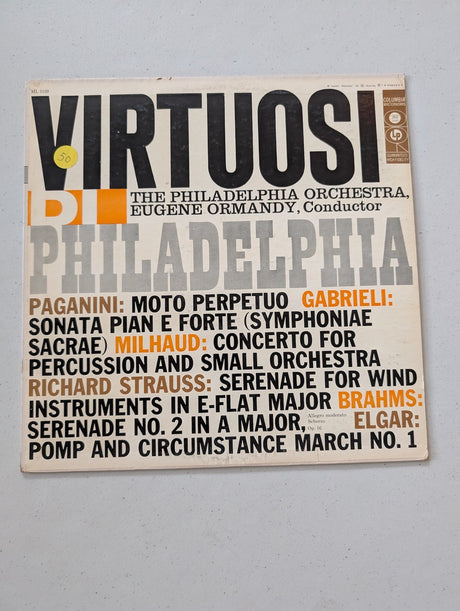 VIRTUOSI
COLUMBIA
50
DI
THE PHILADELPHIA ORCHESTRA,
EUGENE ORMANDY, Conductor
PHILADELPHIA
PAGANINI: MOTO PERPETUO GABRIELI:
SONATA PIAN E FORTE (SYMPHONIAE
SACRAE) MILHAUD: CONCERTO FOR
PERCUSSION AND SMALL ORCHESTRA
RICHARD STRAUSS: SERENADE FOR WIND
INSTRUMENTS IN E-FLAT MAJOR BRAHMS:
SERENADE NO. 2 IN A MAJOR, Allegro moderato
Scherzo
Op. 16 ELGAR:
POMP AND CIRCUMSTANCE MARCH NO. 1